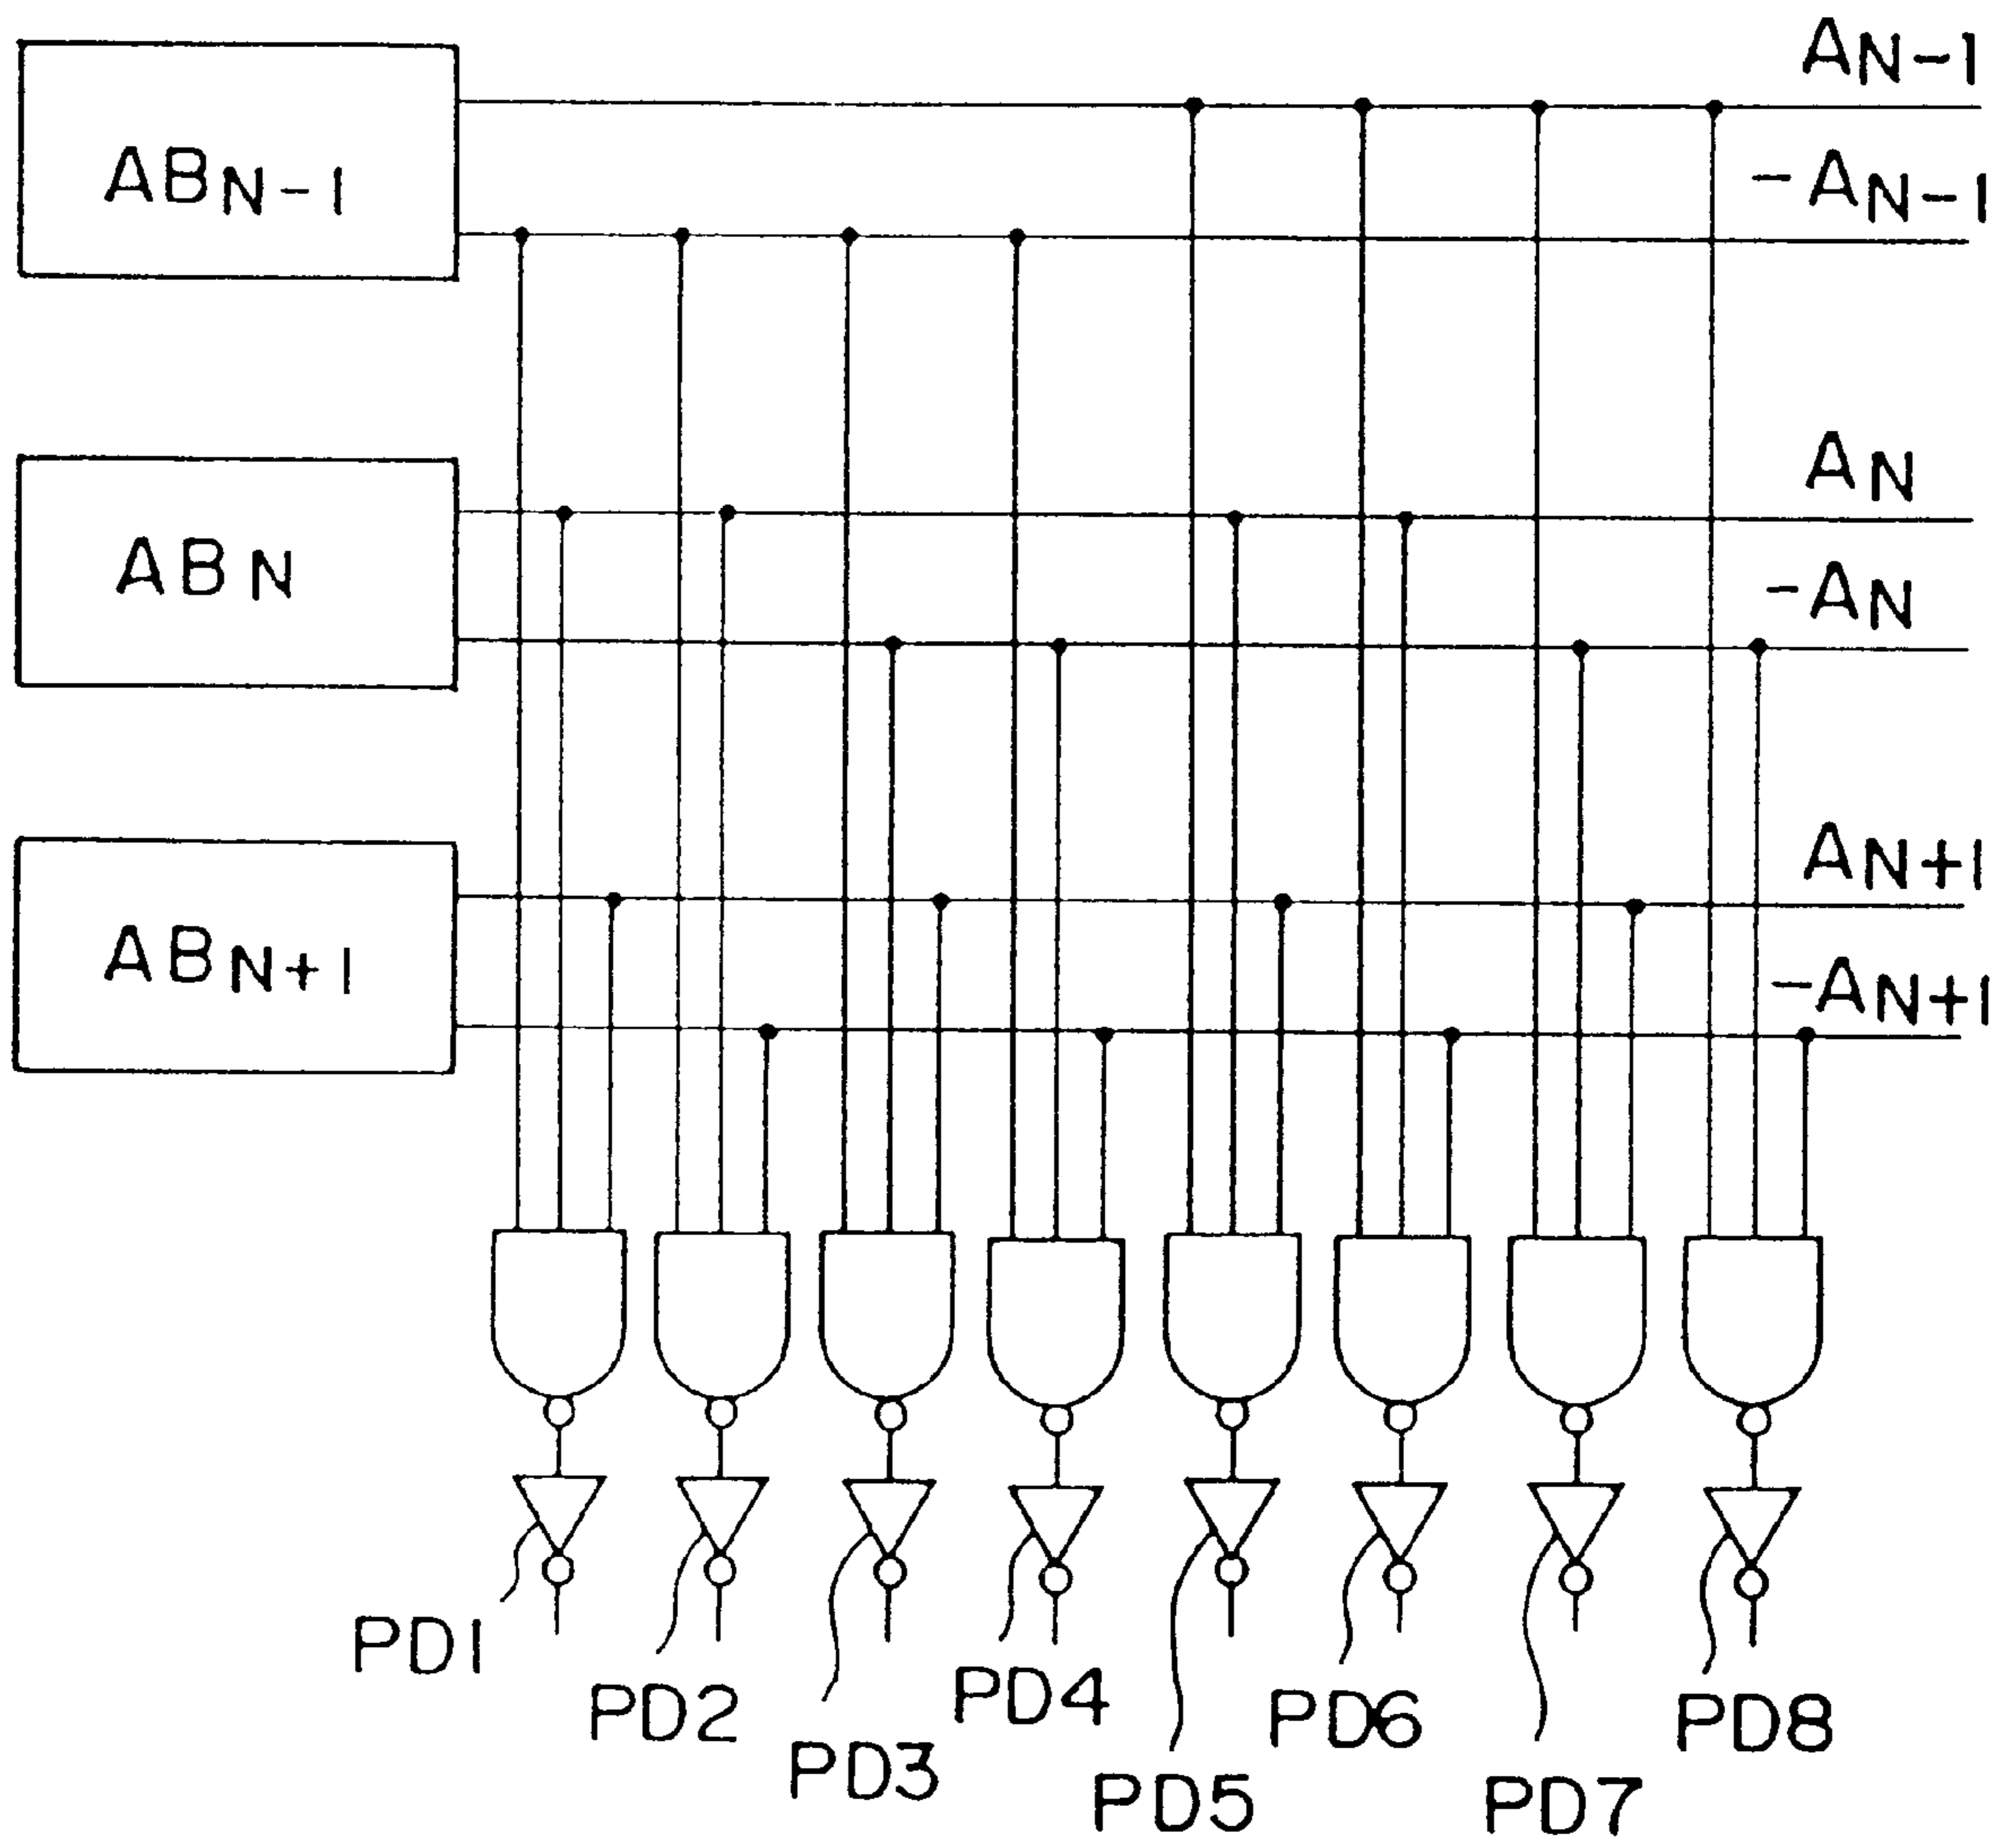 AN-1
-AN-1
ABN-1
AN
-AN
ABN
AN+1
-AN+1
ABN+1
PD1
PD2
PD3
PD4
PD5
PD6
PD7
PD8